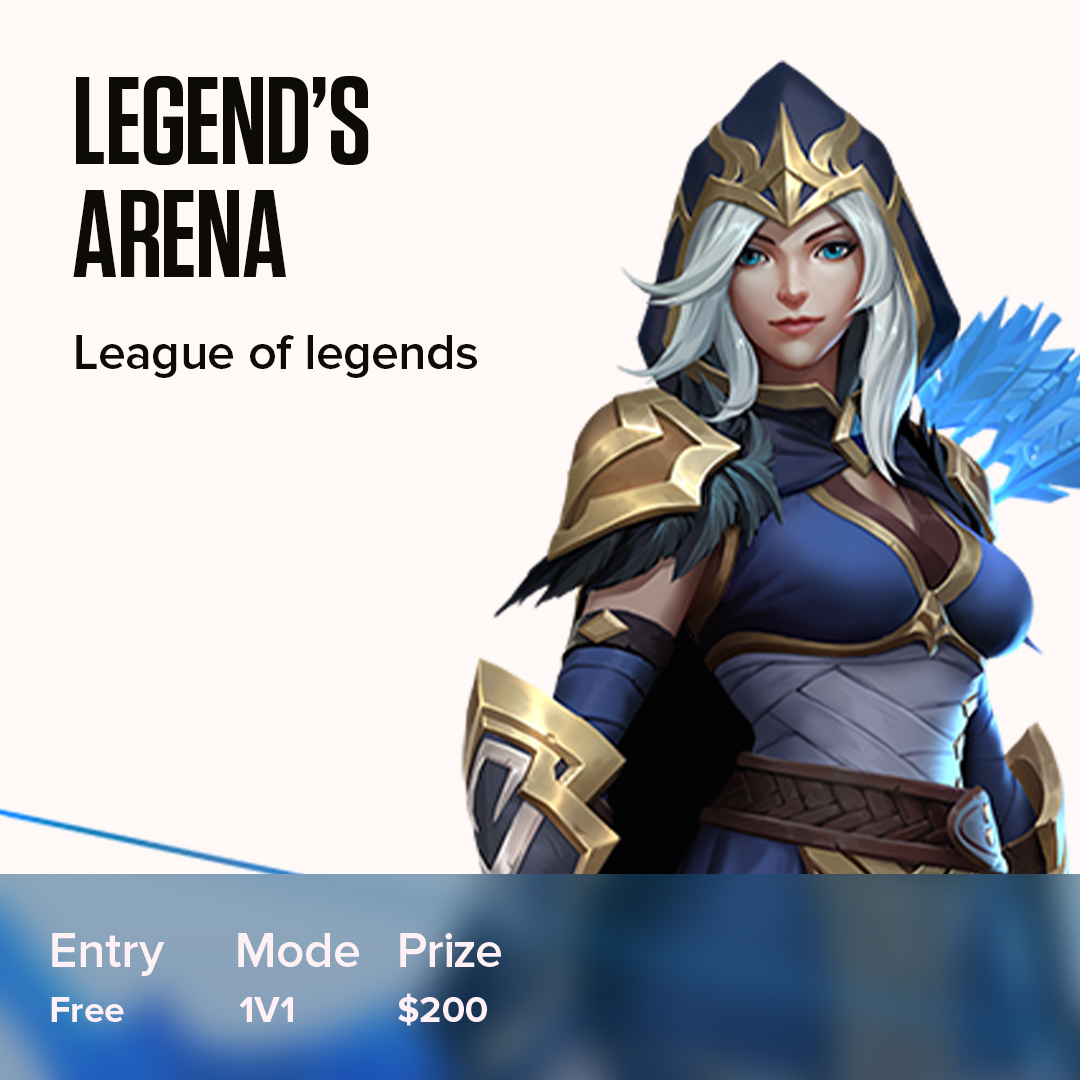 LEGEND’S
ARENA
League of legends
Entry Mode Prize
Free 1V1 $200